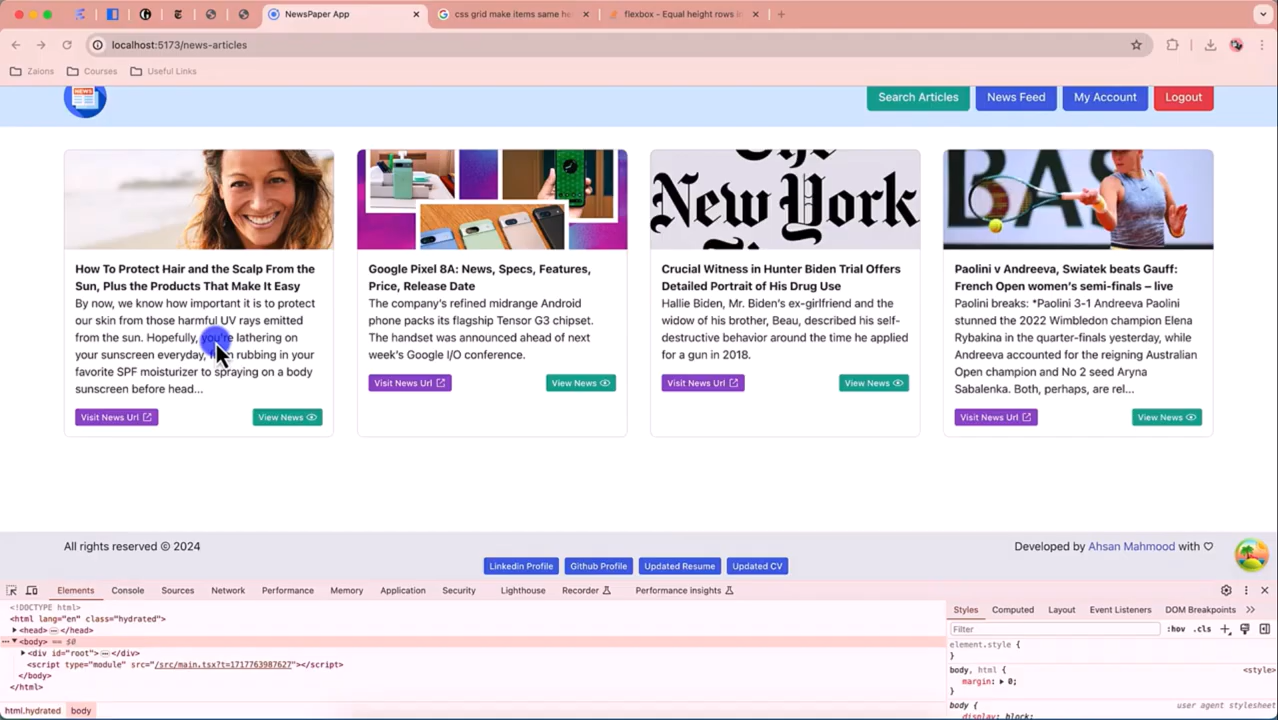 NewsPaper App
css grid make items same he
flexbox - Equal height rows in
localhost:5173/news-articles
Zaions
Courses
Useful Links
NEWS
Search Articles
News Feed
My Account
Logout
How To Protect Hair and the Scalp From the
Sun, Plus the Products That Make It Easy
By now, we know how important it is to protect
our skin from those harmful UV rays emitted
from the sun. Hopefully, you're lathering on
your sunscreen everyday, from rubbing in your
favorite SPF moisturizer to spraying on a body
sunscreen before head...
Visit News Url
View News
Google Pixel 8A: News, Specs, Features,
Price, Release Date
The company's refined midrange Android
phone packs its flagship Tensor G3 chipset.
The handset was announced ahead of next
week's Google I/O conference.
Visit News Url
View News
The
New York
Crucial Witness in Hunter Biden Trial Offers
Detailed Portrait of His Drug Use
Hallie Biden, Mr. Biden's ex-girlfriend and the
widow of his brother, Beau, described his self-
destructive behavior around the time he applied
for a gun in 2018.
Visit News Url
View News
BAS
Paolini v Andreeva, Swiatek beats Gauff:
French Open women's semi-finals – live
Paolini breaks: *Paolini 3-1 Andreeva Paolini
stunned the 2022 Wimbledon champion Elena
Rybakina in the quarter-finals yesterday, while
Andreeva accounted for the reigning Australian
Open champion and No 2 seed Aryna
Sabalenka. Both, perhaps, are rel...
Visit News Url
View News
All rights reserved © 2024
Developed by Ahsan Mahmood with ♡
Linkedin Profile
Github Profile
Updated Resume
Updated CV
Elements
Console
Sources
Network
Performance
Memory
Application
Security
Lighthouse
Recorder
Performance insights
<!DOCTYPE html>
<html lang="en" class="hydrated">
<head> … </head>
<body> == $0
<div id="root"> … </div>
<script type="module" src="/src/main.tsx?t=1717763987627"></script>
</body>
</html>
html.hydrated
body
Styles
Computed
Layout
Event Listeners
DOM Breakpoints
Filter
:hov .cls
element.style {
}
body, html {
<style>
margin: 0;
}
body {
user agent stylesheet
display: block;